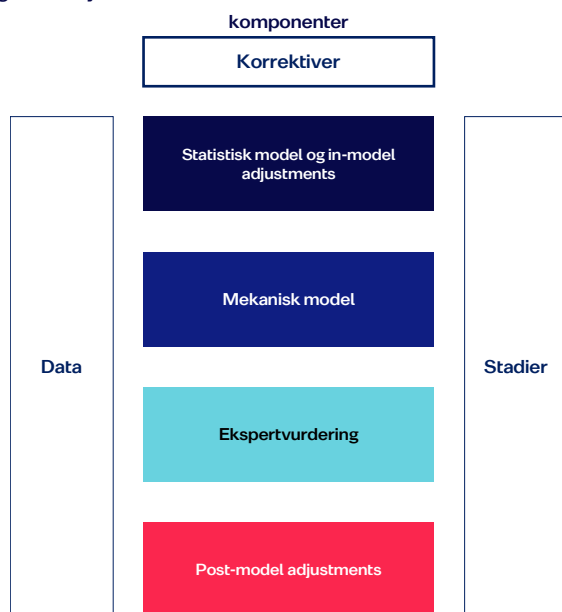 komponenter
Korrektiver
Statistisk model og in-model
adjustments
Mekanisk model
Data
Stadier
Ekspertvurdering
Post-model adjustments